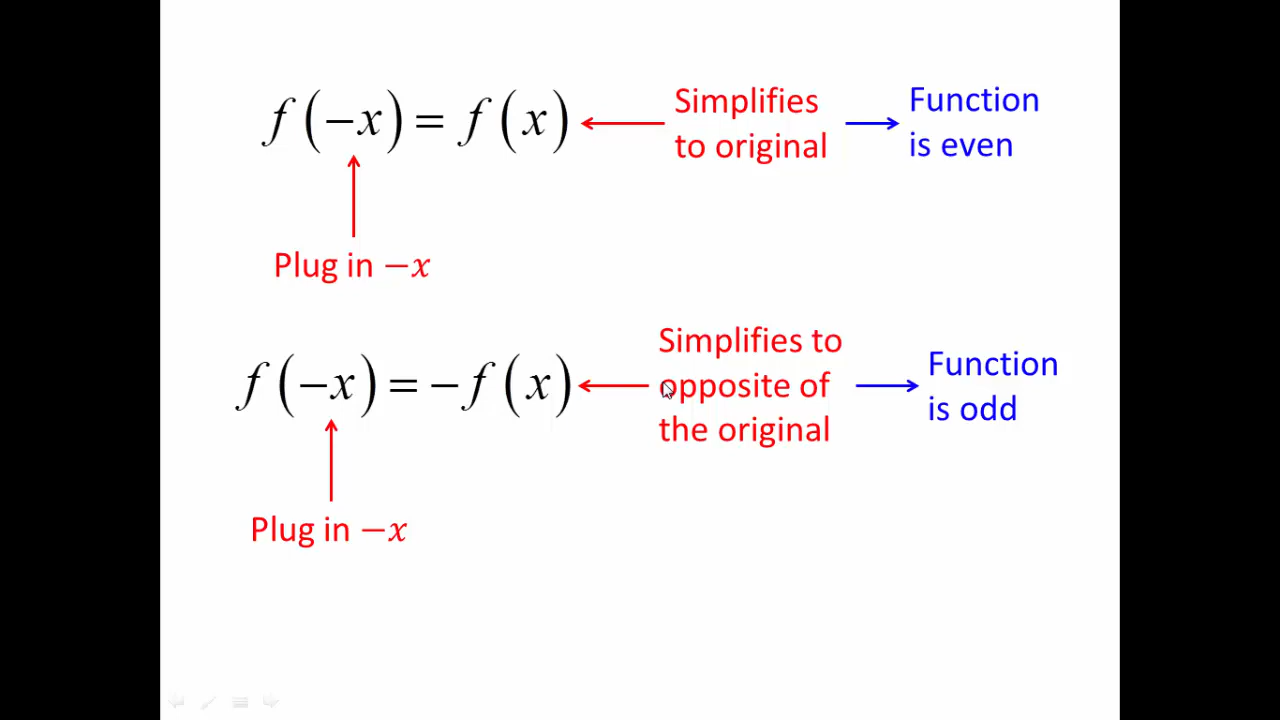 f(−x) = f(x)
Simplifies
to original
Function
is even
Plug in −x
f(−x) = −f(x)
Simplifies to
opposite of
the original
Function
is odd
Plug in −x